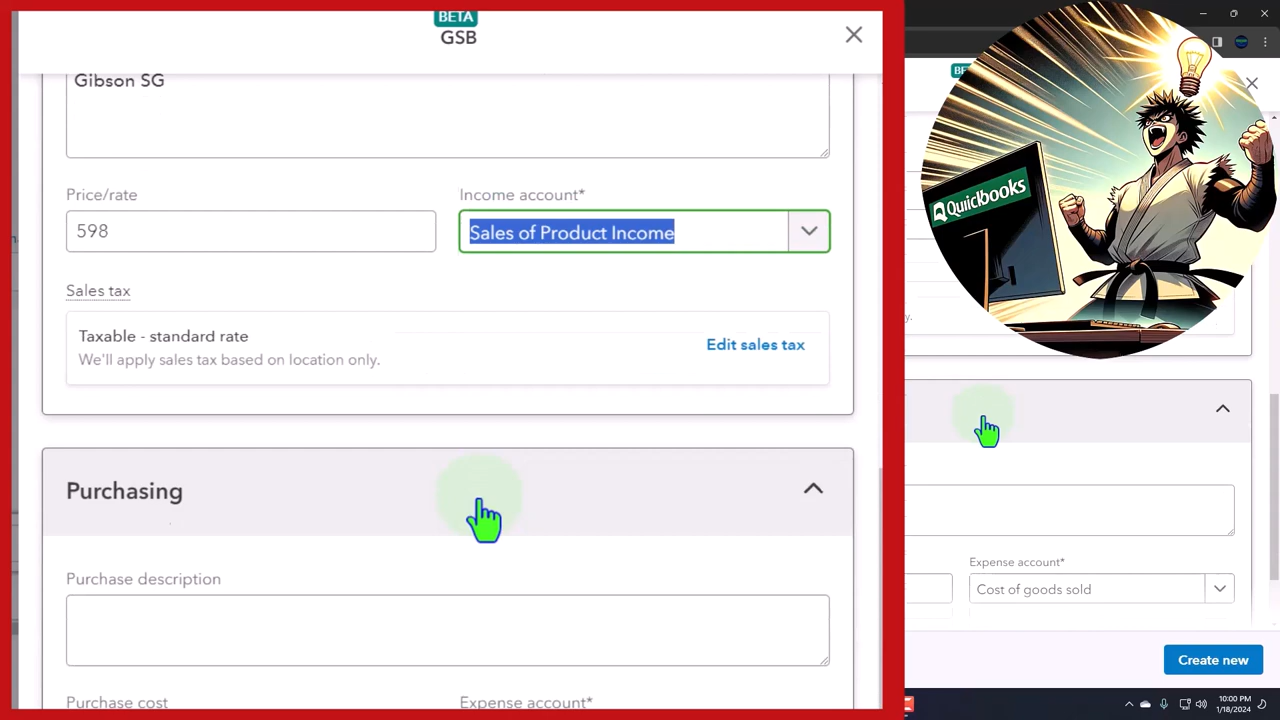 BETA
GSB
Gibson SG
Price/rate
Income account*
598
Sales of Product Income
Sales tax
Taxable - standard rate
We'll apply sales tax based on location only.
Edit sales tax
Purchasing
Purchase description
Purchase cost
Expense account*
QuickBooks
y.
Expense account*
Cost of goods sold
Create new
10:00 PM
1/18/2024